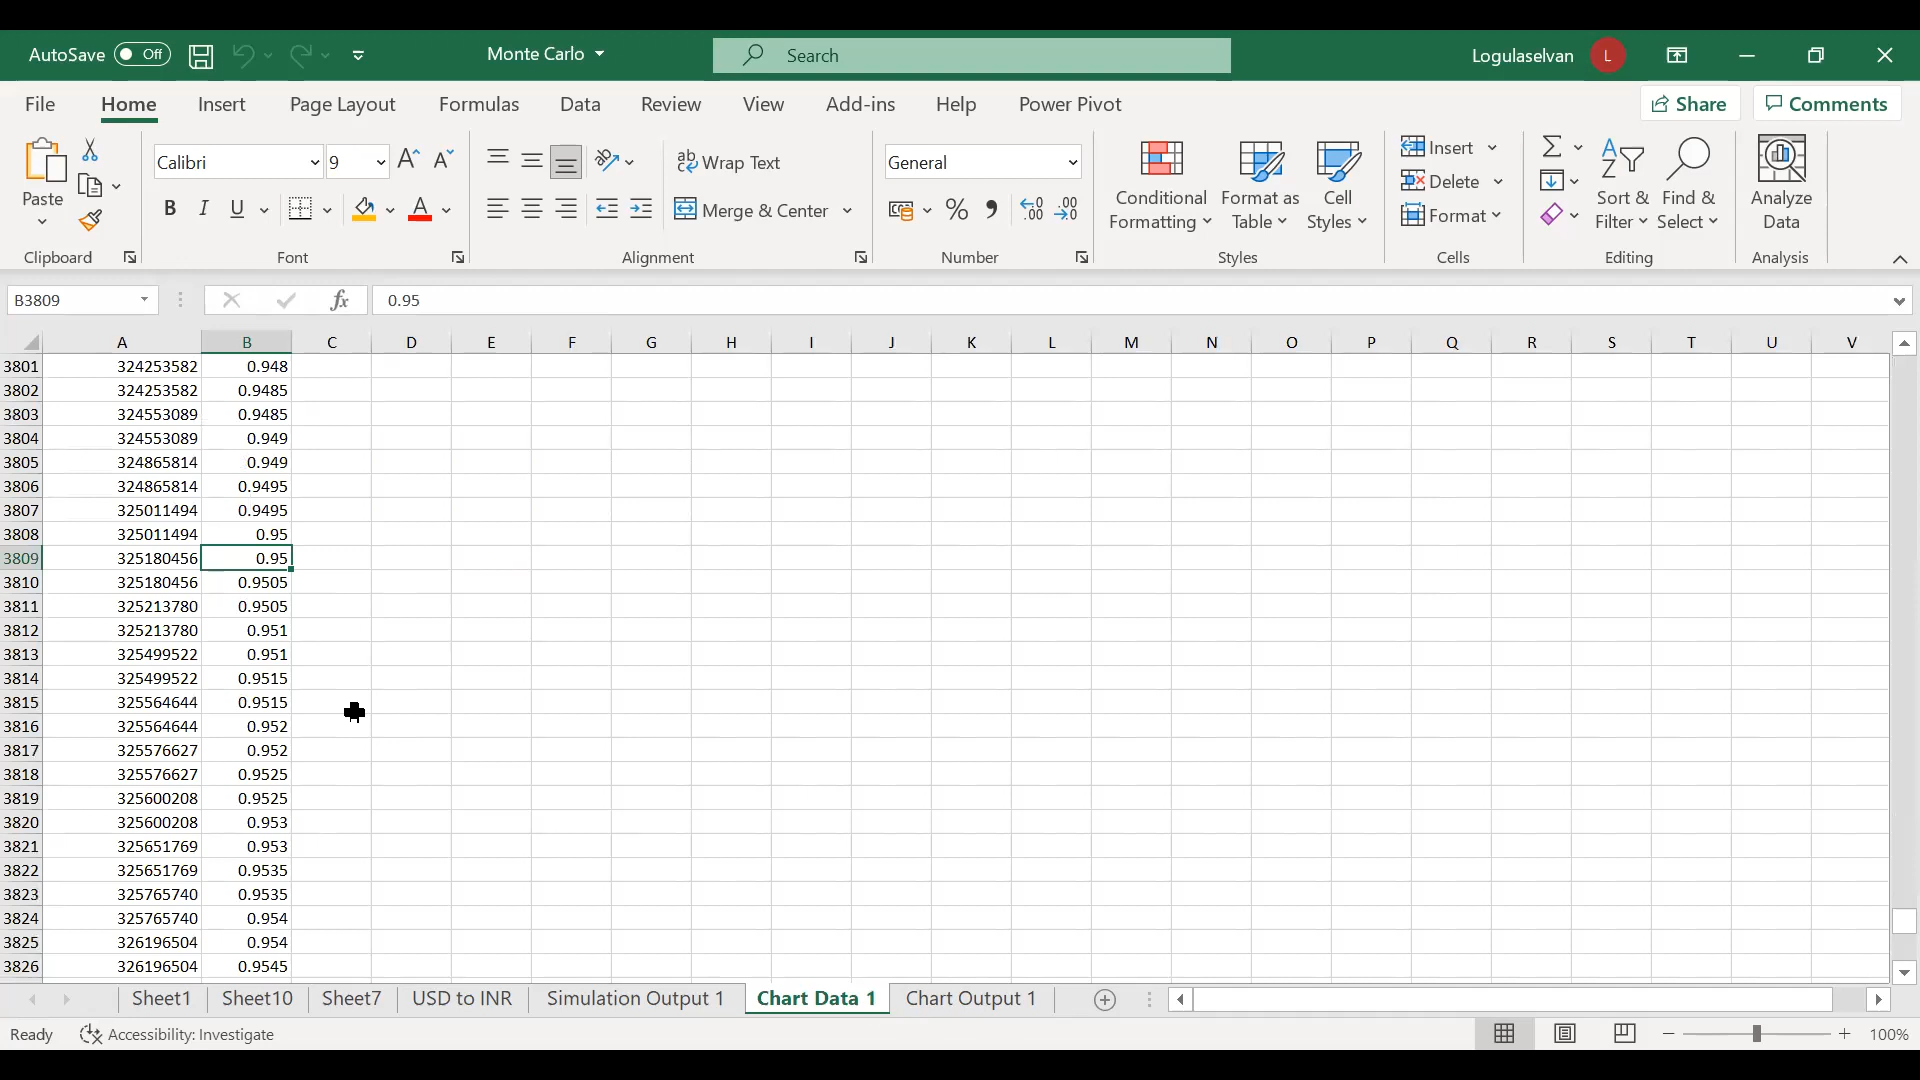 AutoSave Off Monte Carlo Search Logulaselvan L
File Home Insert Page Layout Formulas Data Review View Add-ins Help Power Pivot Share Comments
Paste Calibri 9 A A ab Wrap Text General Conditional Formatting Format as Table Cell Styles Insert Delete Format Sort & Filter Find & Select Analyze Data
B I U A Merge & Center % .00
Clipboard Font Alignment Number Styles Cells Editing Analysis
B3809 fx 0.95
A B C D E F G H I J K L M N O P Q R S T U V
3801 324253582 0.948
3802 324253582 0.9485
3803 324553089 0.9485
3804 324553089 0.949
3805 324865814 0.949
3806 324865814 0.9495
3807 325011494 0.9495
3808 325011494 0.95
3809 325180456 0.95
3810 325180456 0.9505
3811 325213780 0.9505
3812 325213780 0.951
3813 325499522 0.951
3814 325499522 0.9515
3815 325564644 0.9515
3816 325564644 0.952
3817 325576627 0.952
3818 325576627 0.9525
3819 325600208 0.9525
3820 325600208 0.953
3821 325651769 0.953
3822 325651769 0.9535
3823 325765740 0.9535
3824 325765740 0.954
3825 326196504 0.954
3826 326196504 0.9545
Sheet1 Sheet10 Sheet7 USD to INR Simulation Output 1 Chart Data 1 Chart Output 1
Ready Accessibility: Investigate 100%